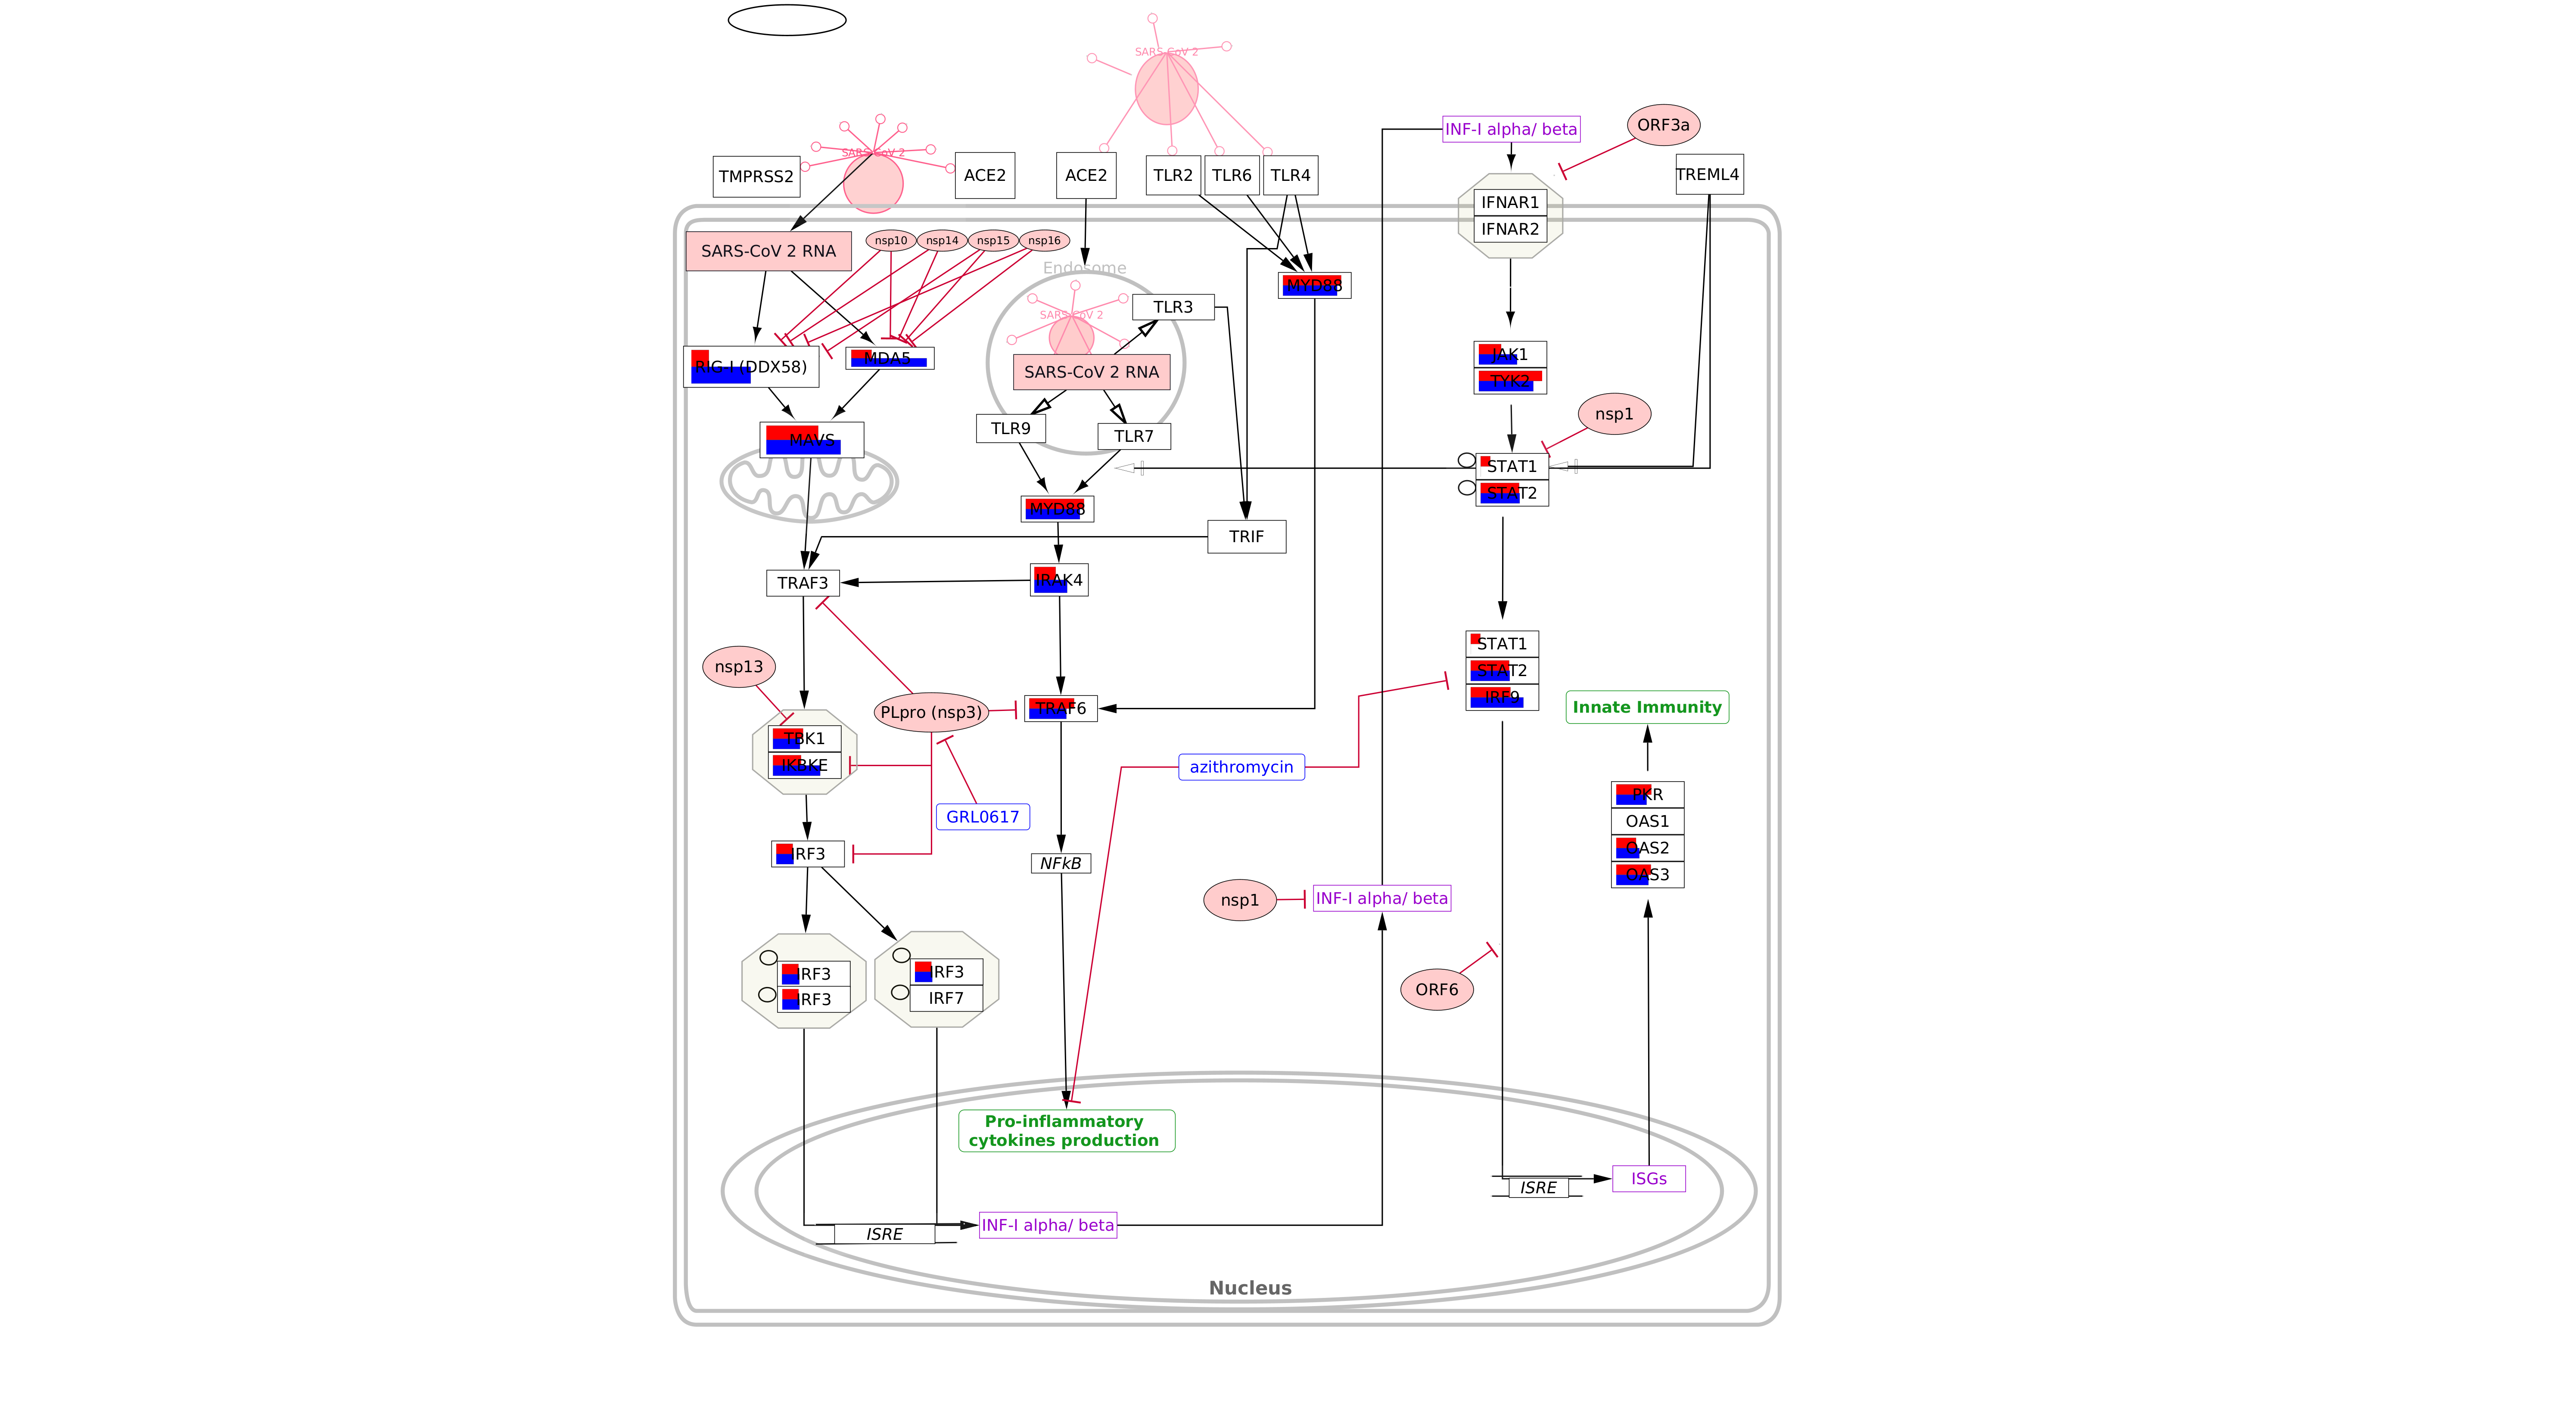 SARS-CoV 2
INF-I alpha/ beta
ORF3a
SARS-CoV 2
TMPRSS2
ACE2
ACE2
TLR2
TLR6
TLR4
TREML4
IFNAR1
IFNAR2
SARS-CoV 2 RNA
nsp10
nsp14
nsp15
nsp16
Endosome
MYD88
TLR3
SARS-CoV 2
RIG-I (DDX58)
MDA5
SARS-CoV 2 RNA
JAK1
TYK2
nsp1
TLR9
TLR7
MAVS
STAT1
STAT2
MYD88
TRIF
TRAF3
IRAK4
STAT1
STAT2
IRF9
nsp13
PLpro (nsp3)
TRAF6
Innate Immunity
TBK1
IKBKE
azithromycin
GRL0617
PKR
OAS1
OAS2
OAS3
IRF3
NFkB
nsp1
INF-I alpha/ beta
IRF3
IRF3
IRF3
IRF7
ORF6
Pro-inflammatory
cytokines production
ISRE
ISGs
ISRE
INF-I alpha/ beta
Nucleus